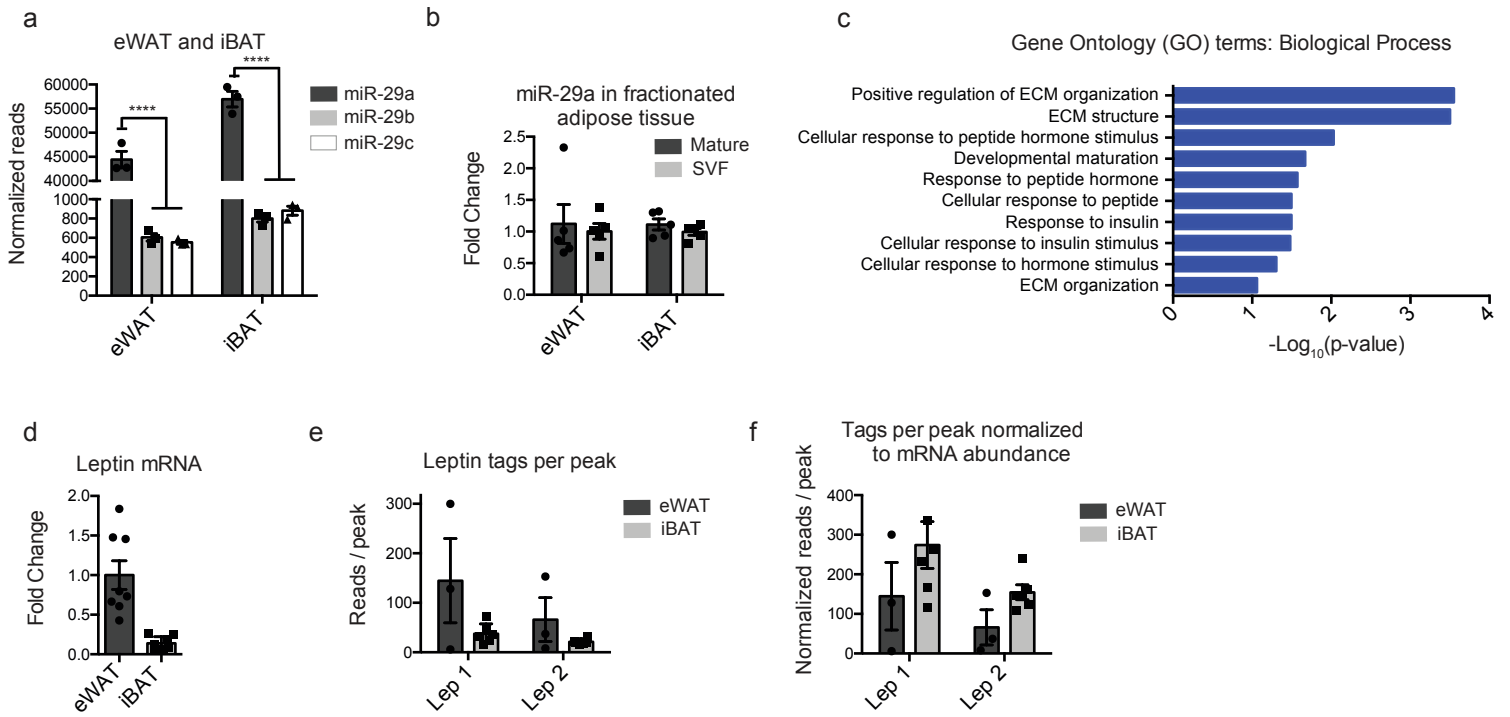 a
eWAT and iBAT
Normalized reads
60000
55000
50000
45000
40000
1000
800
600
400
200
0
****
****
miR-29a
miR-29b
miR-29c
eWAT
iBAT
b
miR-29a in fractionated
adipose tissue
Fold Change
2.5
2.0
1.5
1.0
0.5
0.0
Mature
SVF
eWAT
iBAT
c
Gene Ontology (GO) terms: Biological Process
Positive regulation of ECM organization
ECM structure
Cellular response to peptide hormone stimulus
Developmental maturation
Response to peptide hormone
Cellular response to peptide
Response to insulin
Cellular response to insulin stimulus
Cellular response to hormone stimulus
ECM organization
0 1 2 3 4
-Log10(p-value)
d
Leptin mRNA
Fold Change
2.0
1.5
1.0
0.5
0.0
eWAT
iBAT
e
Leptin tags per peak
Reads / peak
300
200
100
0
eWAT
iBAT
Lep 1
Lep 2
f
Tags per peak normalized
to mRNA abundance
Normalized reads / peak
400
300
200
100
0
eWAT
iBAT
Lep 1
Lep 2